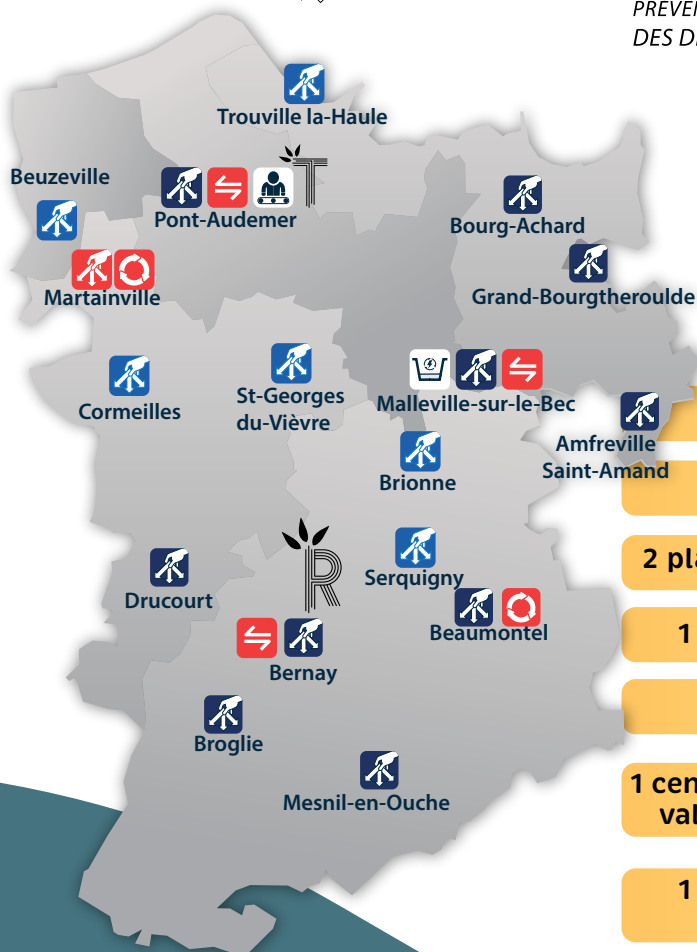 PRÉVEN
DES D
Trouville la-Haule
Beuzeville
T
Pont-Audemer
Bourg-Achard
Martainville
Grand-Bourgtheroulde
Cormeilles
St-Georges
du-Vièvre
Malleville-sur-le-Bec
Amfreville
Saint-Amand
Brionne
2 pla
R
Serquigny
Drucourt
Beaumontel
1
Bernay
Broglie
1 cen
val
Mesnil-en-Ouche
1